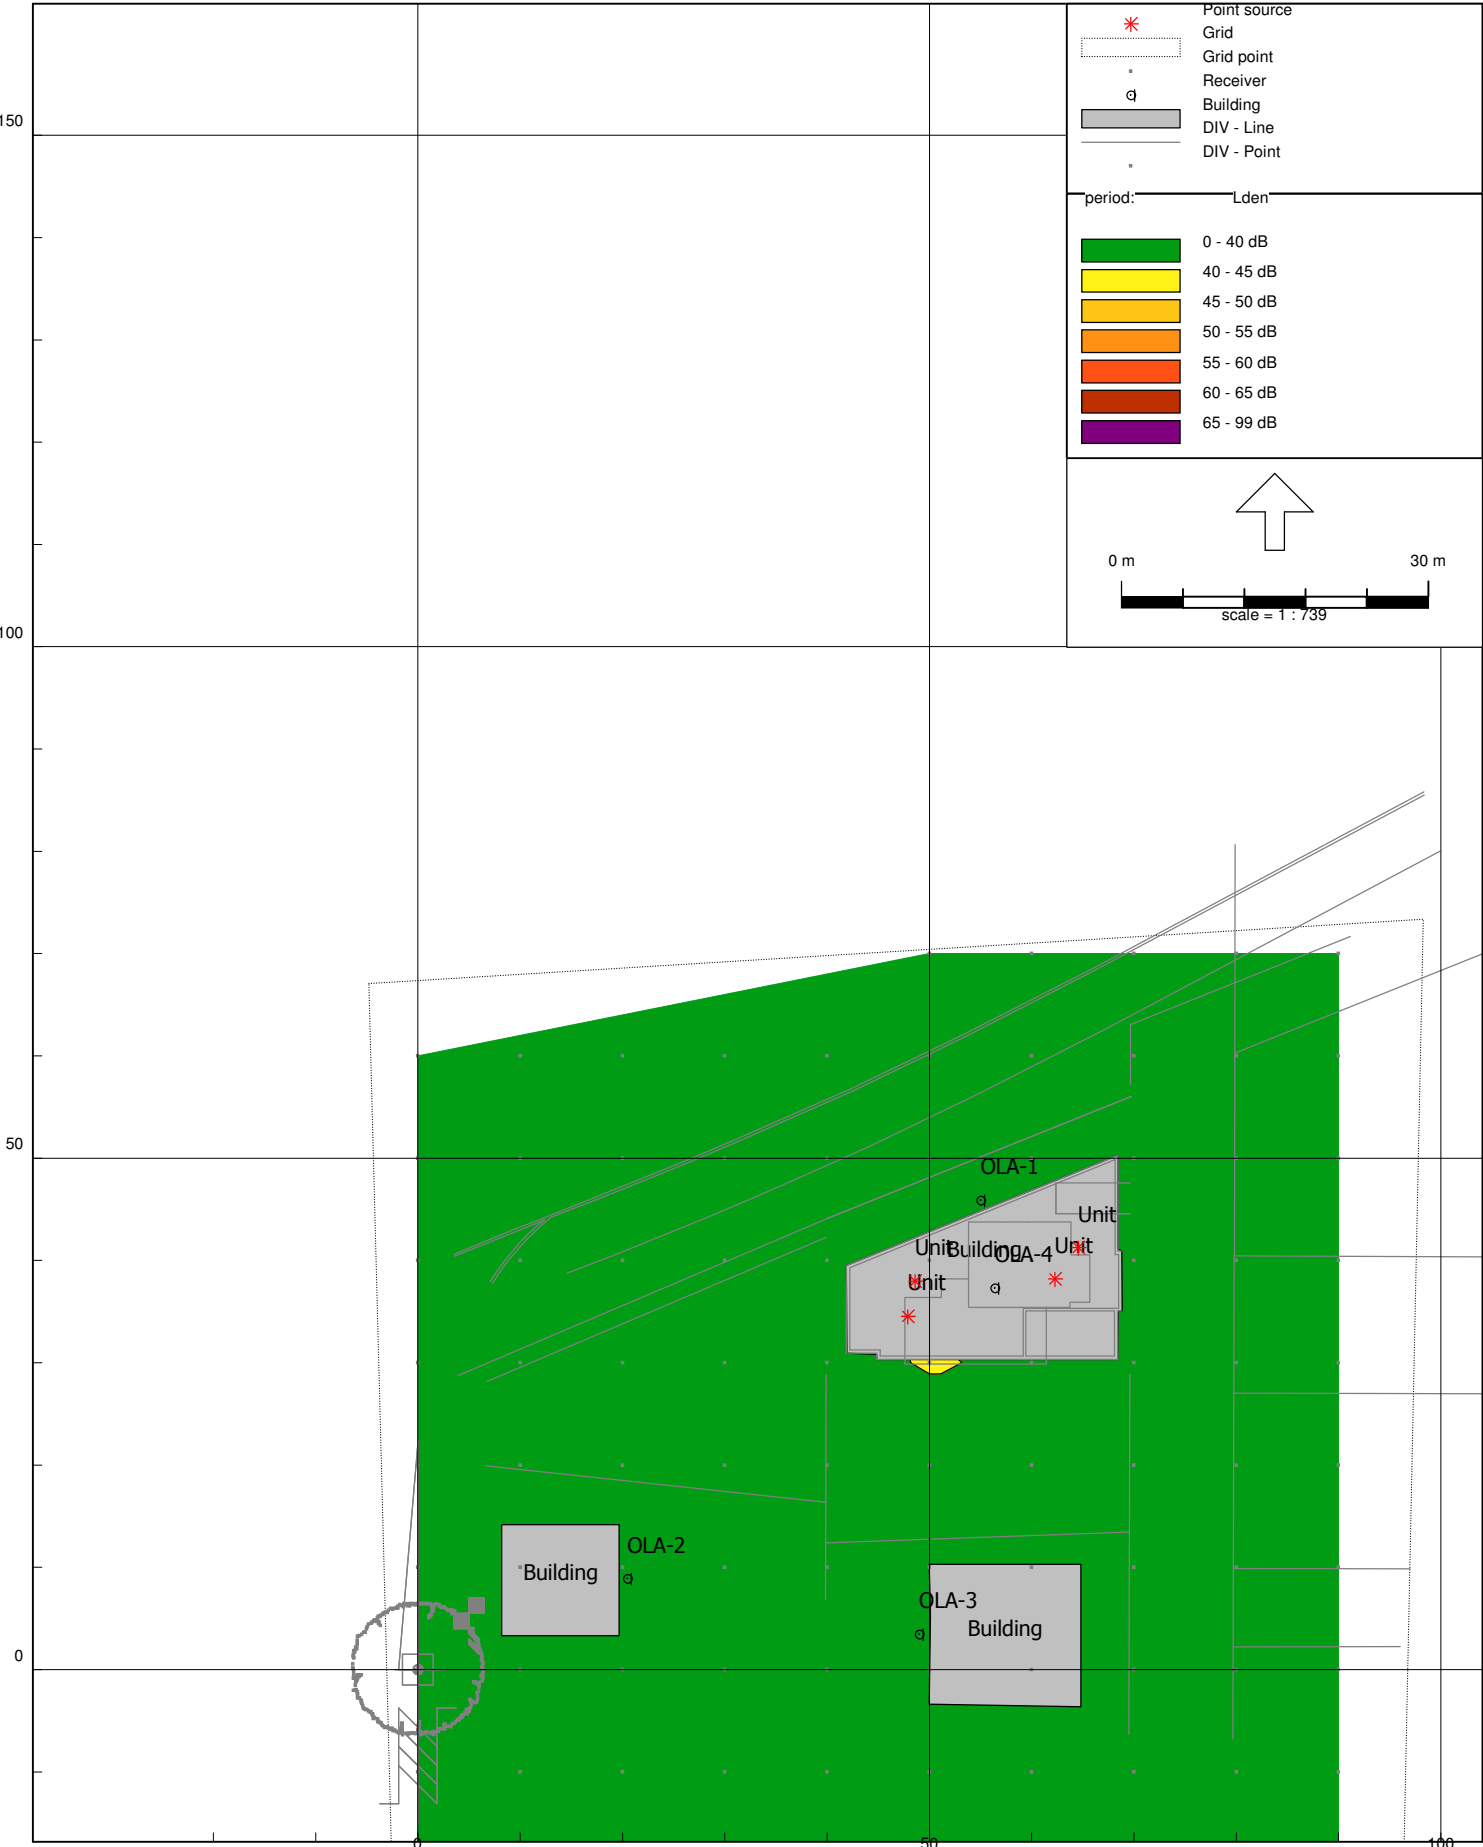 Point source
Grid
Grid point
Receiver
Building
DIV - Line
DIV - Point
period: Lden
0 - 40 dB
40 - 45 dB
45 - 50 dB
50 - 55 dB
55 - 60 dB
60 - 65 dB
65 - 99 dB
0 m 30 m
scale = 1 : 739
150
100
50
0
OLA-1
Unit
Unit
Building
OLA-4
Unit
Unit
OLA-2
Building
OLA-3
Building
0 50 100